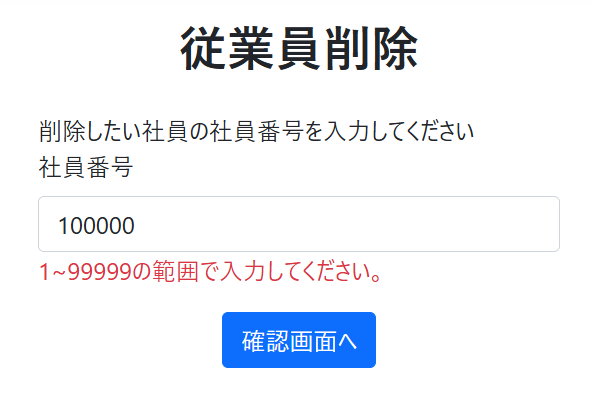 従業員削除
削除したい社員の社員番号を入力してください
社員番号
100000
1~99999の範囲で入力してください。
確認画面へ